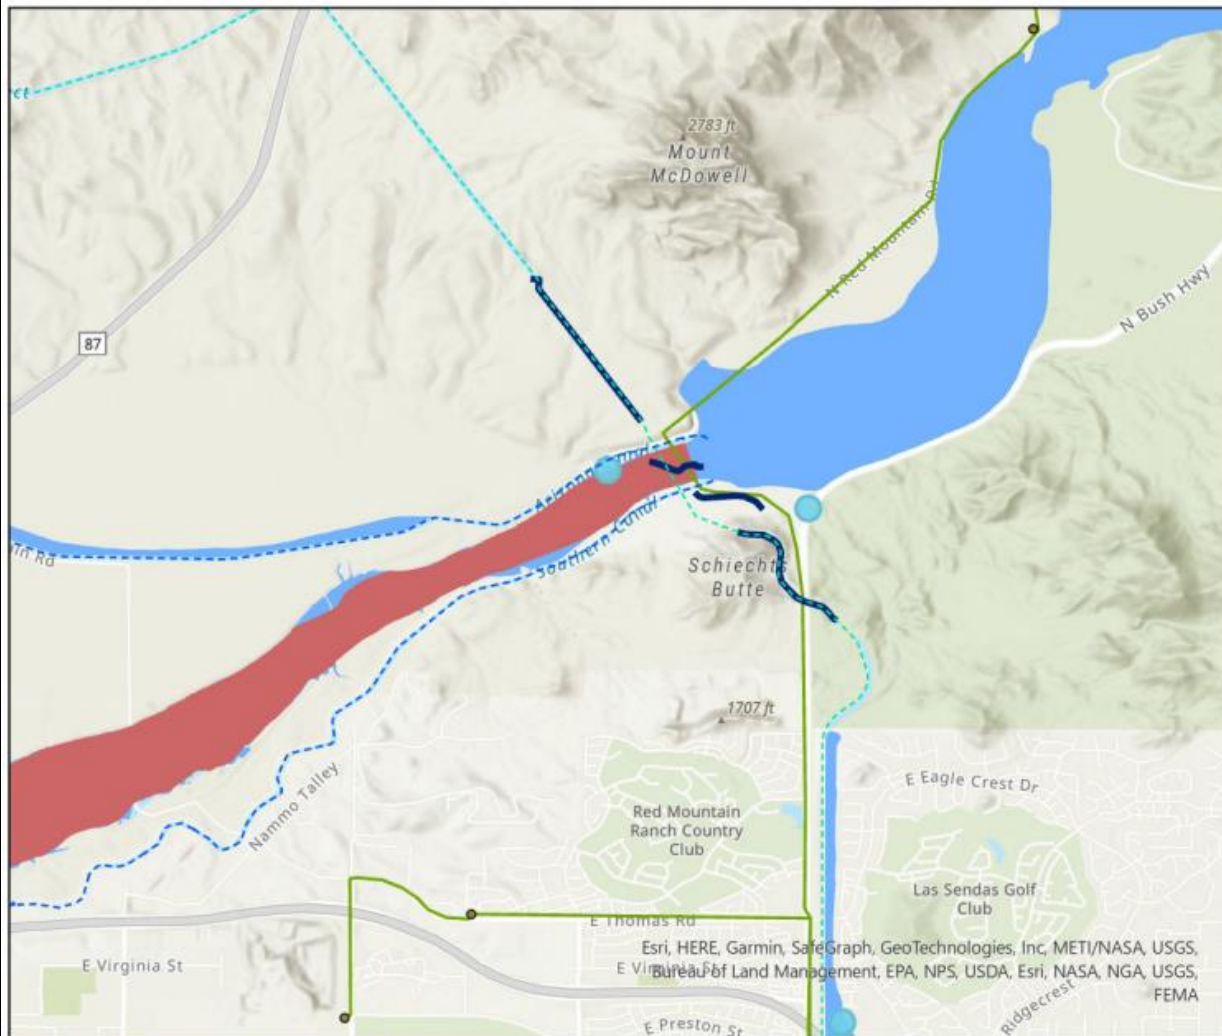 ct
2783 ft
Mount
McDowell
N Red Mountain Rd
N Bush Hwy
87
Arizona Canal
Southern Canal
Schiechts
Butte
1707 ft
E Eagle Crest Dr
Nammo Talley
Red Mountain
Ranch Country
Club
Las Sendas Golf
Club
E Thomas Rd
Esri, HERE, Garmin, SafeGraph, GeoTechnologies, Inc, METI/NASA, USGS,
E Virginia St
E Virginia St
Bureau of Land Management, EPA, NPS, USDA, Esri, NASA, NGA, USGS,
FEMA
Ridgecrest
E Preston St